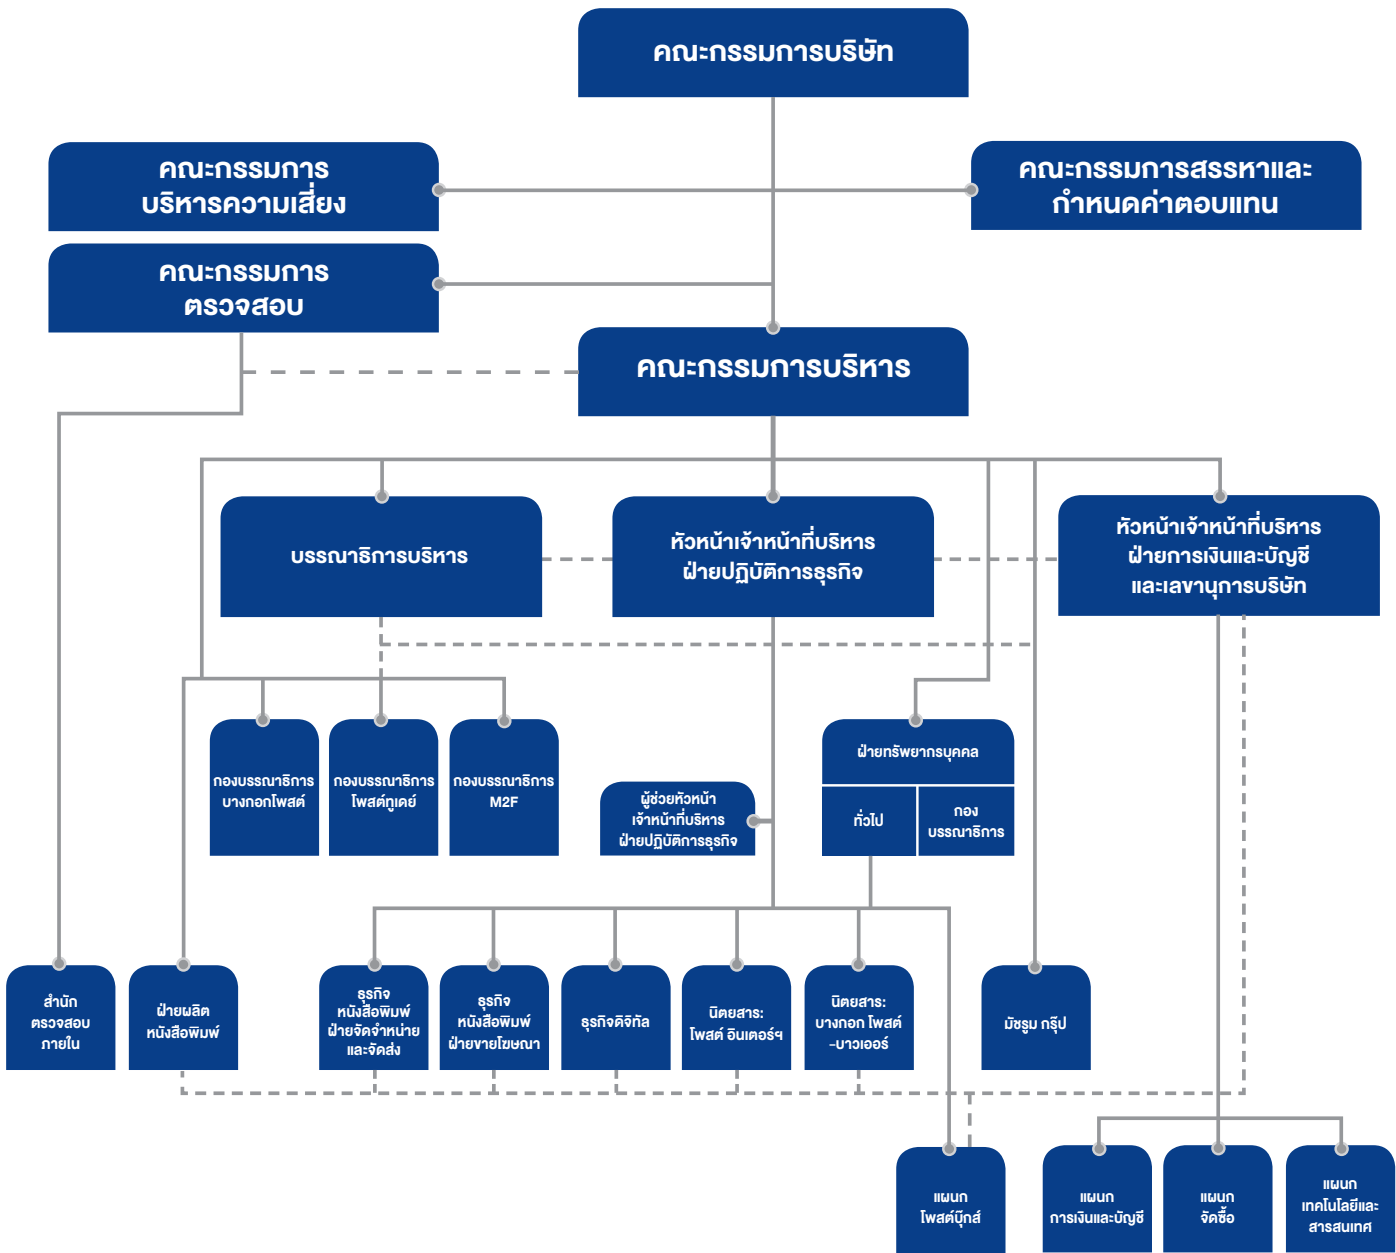 คณะกรรมการบริษัท
คณะกรรมการ
บริหารความเสี่ยง
คณะกรรมการสรรหาและ
กำหนดค่าตอบแทน
คณะกรรมการ
ตรวจสอบ
คณะกรรมการบริหาร
บรรณาธิการบริหาร
หัวหน้าเจ้าหน้าที่บริหาร
ฝ่ายปฏิบัติการธุรกิจ
หัวหน้าเจ้าหน้าที่บริหาร
ฝ่ายการเงินและบัญชี
และเลขานุการบริษัท
กองบรรณาธิการ
บางกอกโพสต์
กองบรรณาธิการ
โพสต์ทูเดย์
กองบรรณาธิการ
M2F
ผู้ช่วยหัวหน้า
เจ้าหน้าที่บริหาร
ฝ่ายปฏิบัติการธุรกิจ
ฝ่ายทรัพยากรบุคคล
ทั่วไป
กอง
บรรณาธิการ
สำนัก
ตรวจสอบ
ภายใน
ฝ่ายผลิต
หนังสือพิมพ์
ธุรกิจ
หนังสือพิมพ์
ฝ่ายจัดจำหน่าย
และจัดส่ง
ธุรกิจ
หนังสือพิมพ์
ฝ่ายขายโฆษณา
ธุรกิจดิจิทัล
นิตยสาร:
โพสต์ อินเตอร์ฯ
นิตยสาร:
บางกอก โพสต์
-บาวเออร์
มัชรูม กรุ๊ป
แผนก
โพสต์บุ๊กส์
แผนก
การเงินและบัญชี
แผนก
จัดซื้อ
แผนก
เทคโนโลยีและ
สารสนเทศ